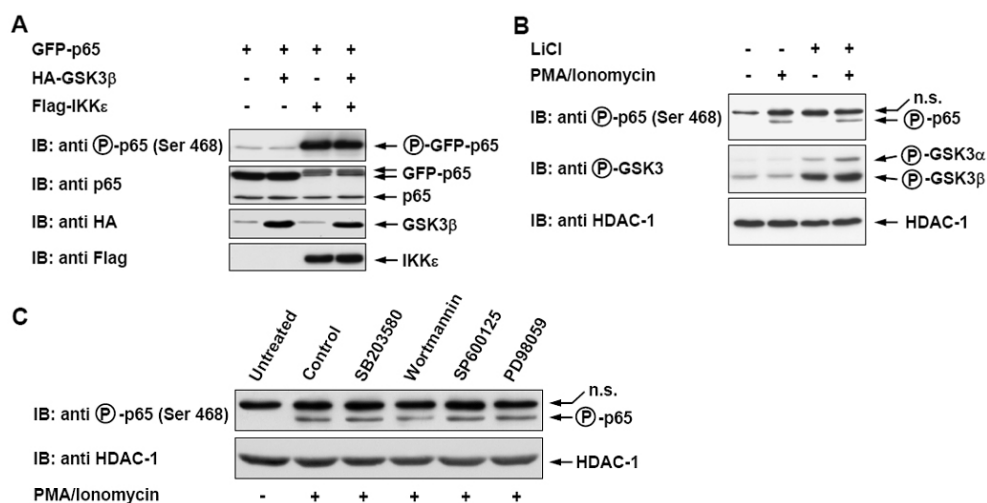 A
GFP-p65 + + + +
HA-GSK3β - + - +
Flag-IKKε - - + +
IB: anti Ⓟ-p65 (Ser 468) Ⓟ-GFP-p65
IB: anti p65 GFP-p65
p65
IB: anti HA GSK3β
IB: anti Flag IKKε
B
LiCl - - + +
PMA/Ionomycin - + - +
n.s.
IB: anti Ⓟ-p65 (Ser 468) Ⓟ-p65
IB: anti Ⓟ-GSK3 Ⓟ-GSK3α
Ⓟ-GSK3β
IB: anti HDAC-1 HDAC-1
C
Untreated Control SB203580 Wortmannin SP600125 PD98059
n.s.
IB: anti Ⓟ-p65 (Ser 468) Ⓟ-p65
IB: anti HDAC-1 HDAC-1
PMA/Ionomycin - + + + + +